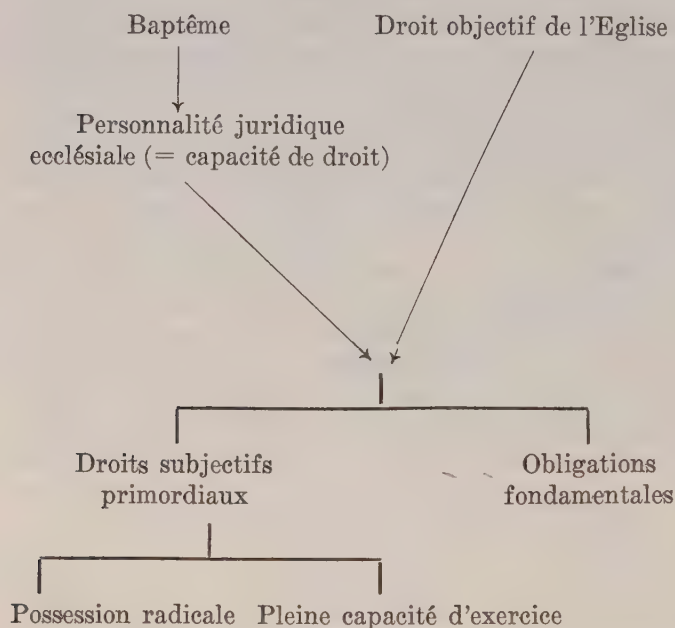 Baptême
Droit objectif de l'Eglise
Personnalité juridique
ecclésiale (= capacité de droit)
Droits subjectifs
primordiaux
Obligations
fondamentales
Possession radicale
Pleine capacité d'exercice